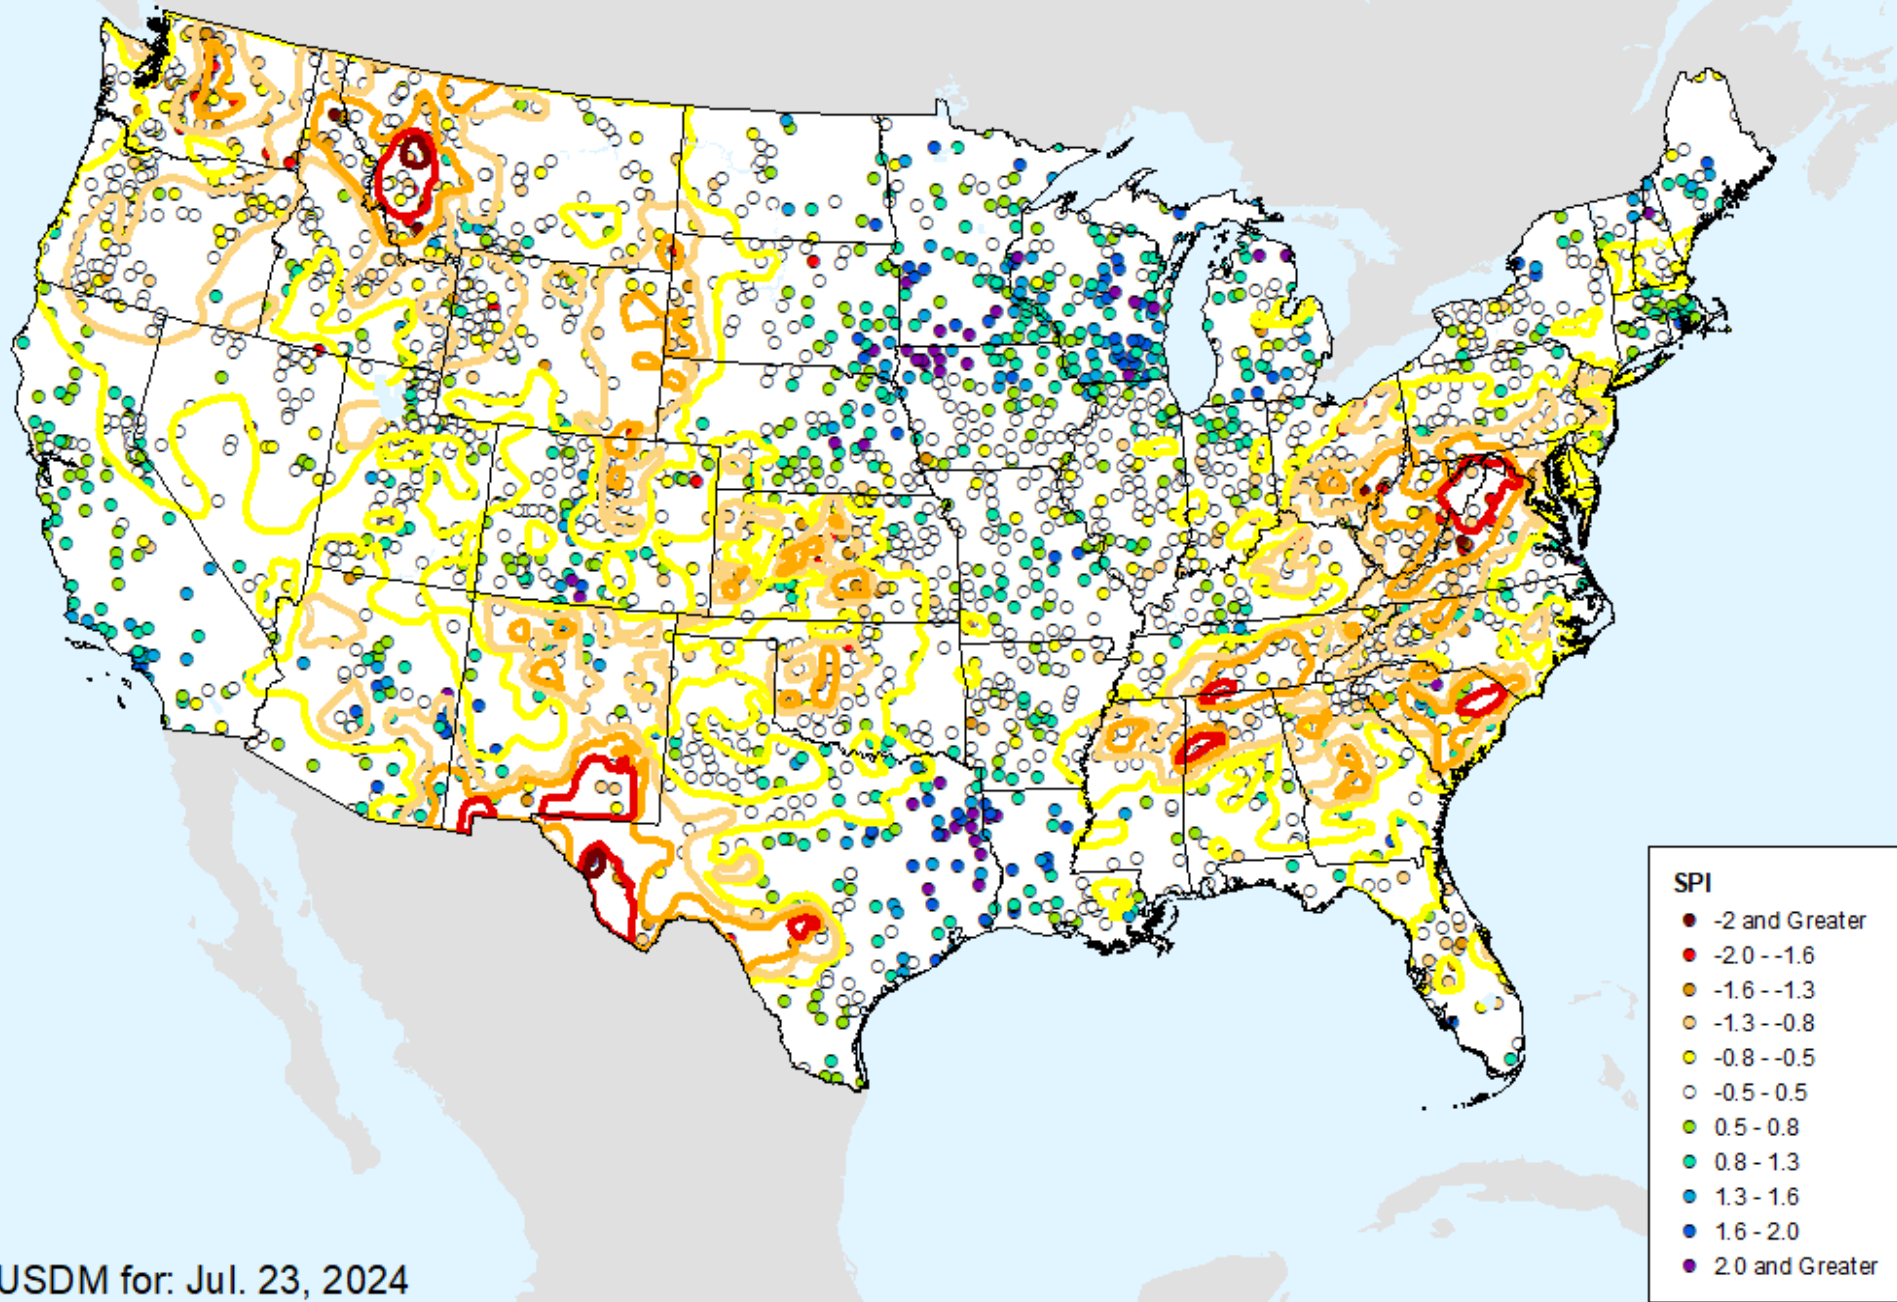 SPI
-2 and Greater
-2.0 - -1.6
-1.6 - -1.3
-1.3 - -0.8
-0.8 - -0.5
-0.5 - 0.5
0.5 - 0.8
0.8 - 1.3
1.3 - 1.6
1.6 - 2.0
2.0 and Greater
USDM for: Jul. 23, 2024